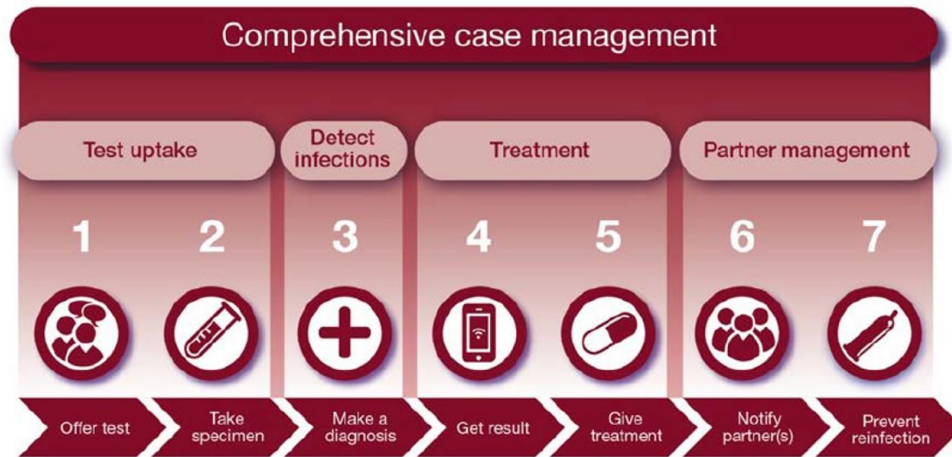 Comprehensive case management
Test uptake
Detect
infections
Treatment
Partner management
1
2
3
4
5
6
7
Offer test
Take
specimen
Make a
diagnosis
Get result
Give
treatment
Notify
partner(s)
Prevent
reinfection